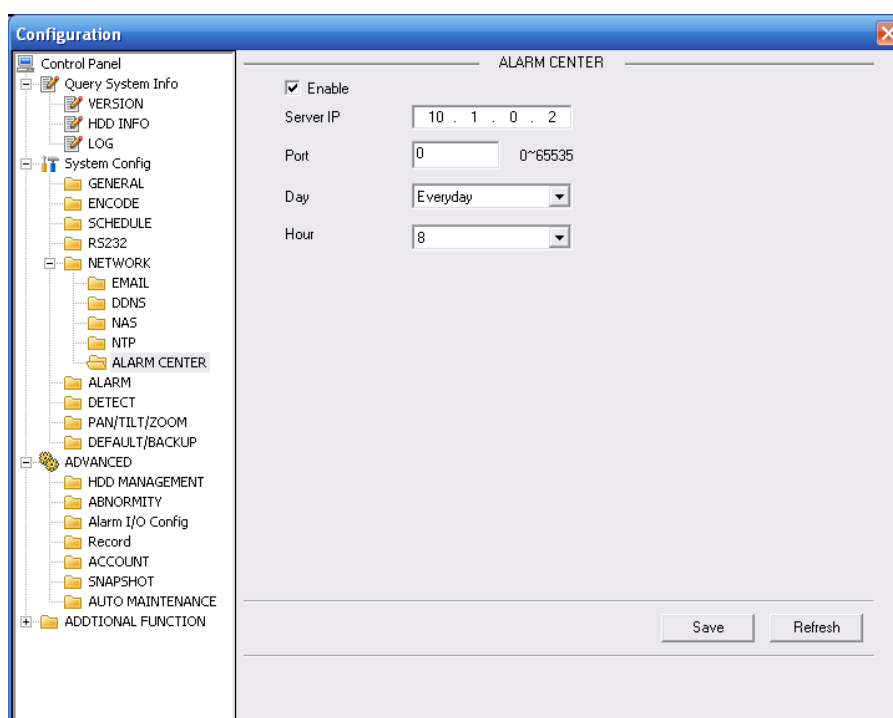 Configuration
Control Panel
Query System Info
VERSION
HDD INFO
LOG
System Config
GENERAL
ENCODE
SCHEDULE
RS232
NETWORK
EMAIL
DDNS
NAS
NTP
ALARM CENTER
ALARM
DETECT
PAN/TILT/ZOOM
DEFAULT/BACKUP
ADVANCED
HDD MANAGEMENT
ABNORMITY
Alarm I/O Config
Record
ACCOUNT
SNAPSHOT
AUTO MAINTENANCE
ADDTIONAL FUNCTION
ALARM CENTER
Enable
Server IP 10 . 1 . 0 . 2
Port 0 0~65535
Day Everyday
Hour 8
Save Refresh